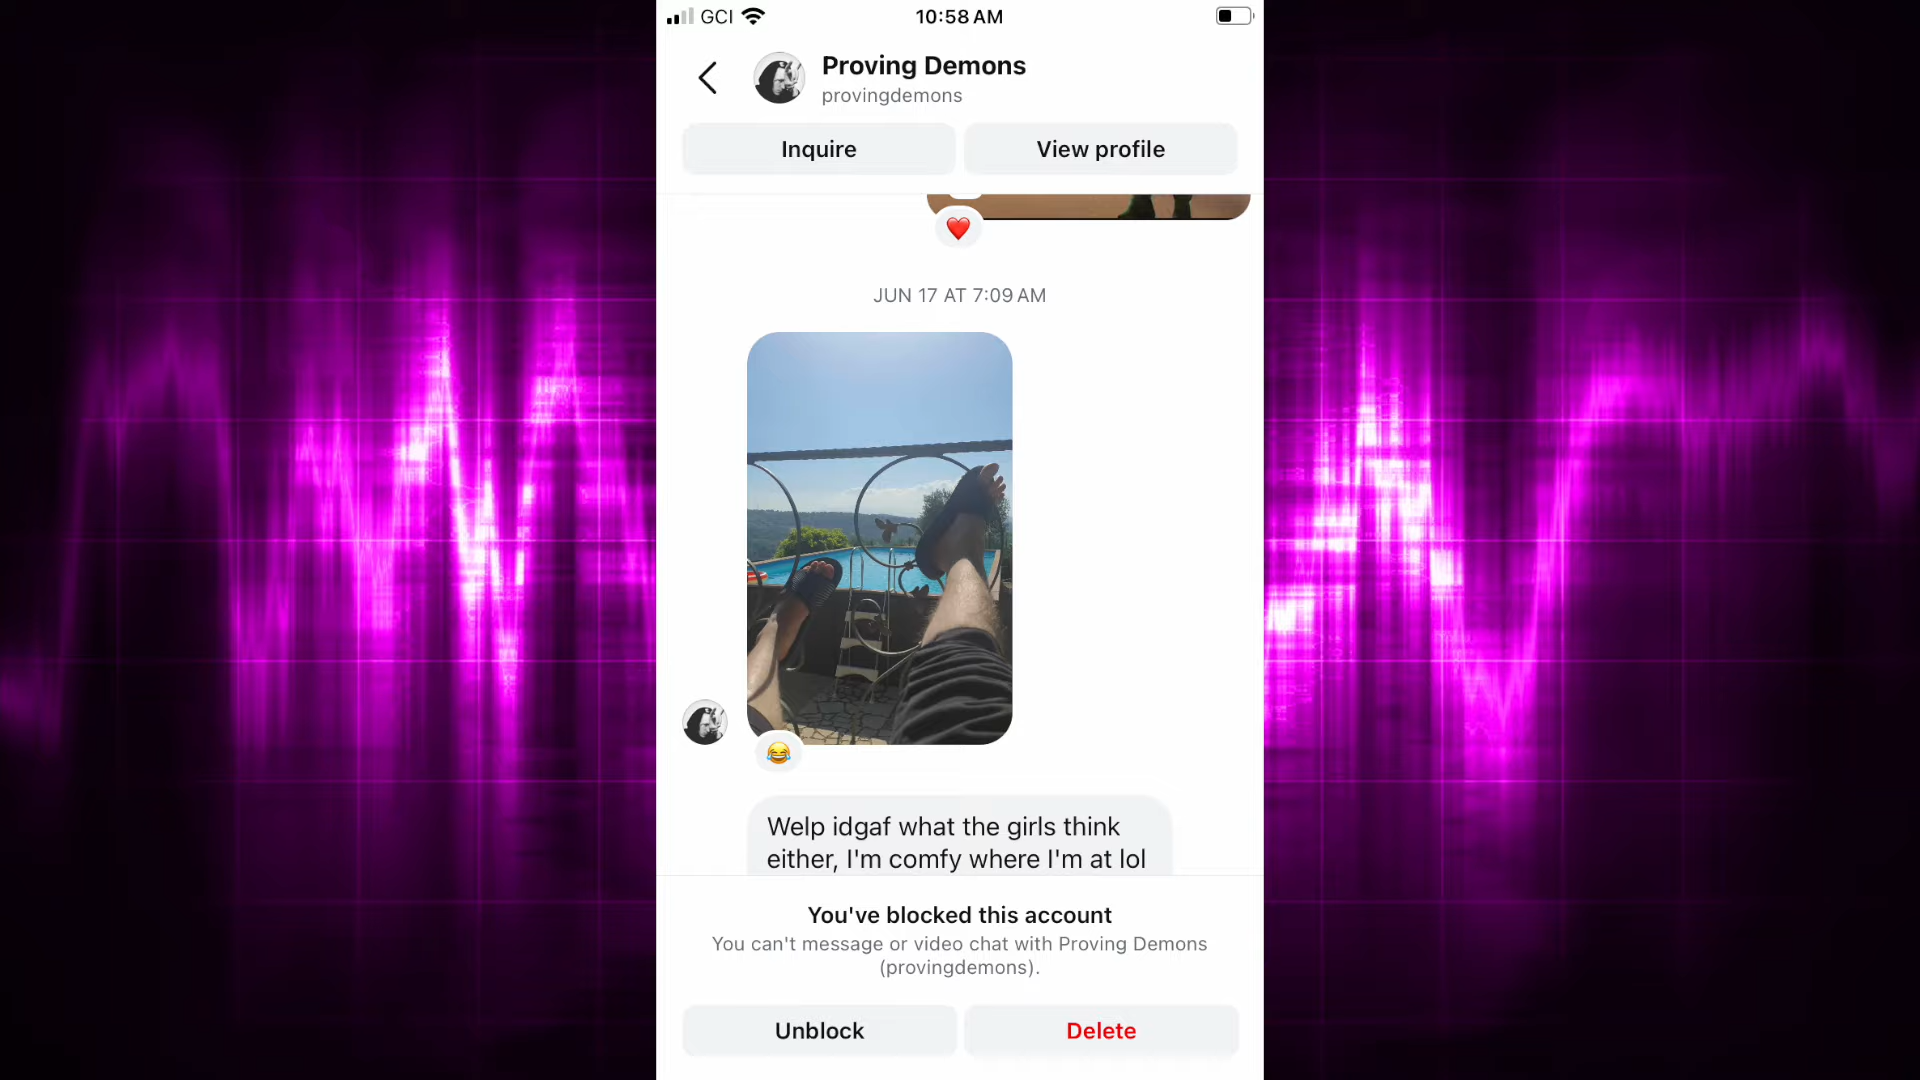 GCI
10:58 AM
Proving Demons
provingdemons
Inquire
View profile
JUN 17 AT 7:09 AM
Welp idgaf what the girls think
either, I'm comfy where I'm at lol
You've blocked this account
You can't message or video chat with Proving Demons
(provingdemons).
Unblock
Delete